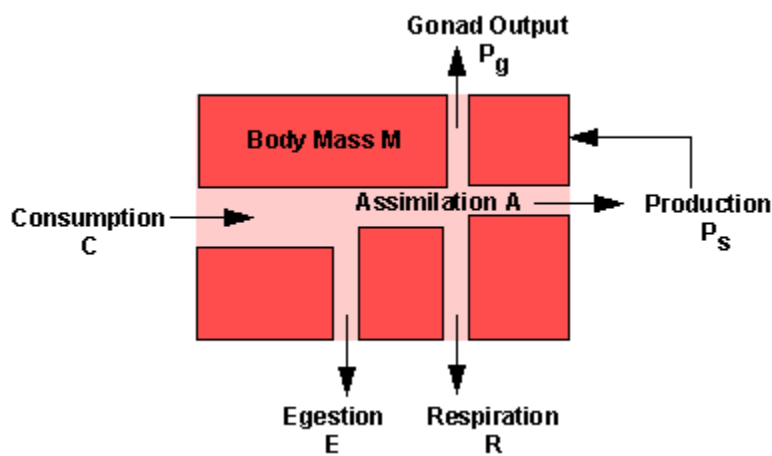 Gonad Output
Pg
Body Mass M
Assimilation A
Consumption
C
Production
Ps
Egestion
E
Respiration
R